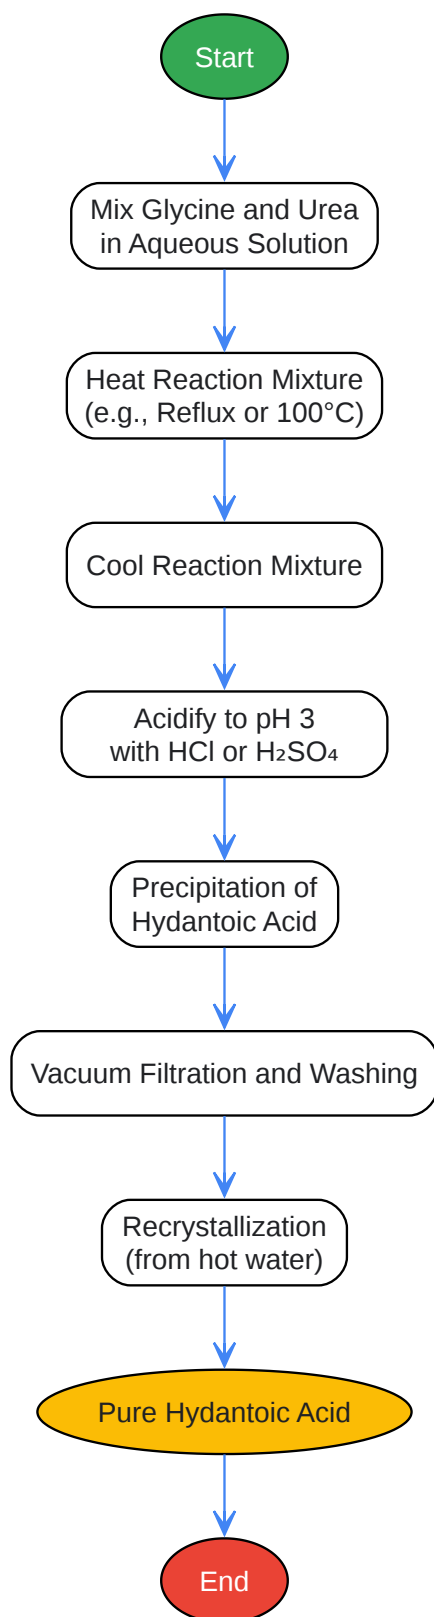 Start
Mix Glycine and Urea
in Aqueous Solution
Heat Reaction Mixture
(e.g., Reflux or 100°C)
Cool Reaction Mixture
Acidify to pH 3
with HCl or H₂SO₄
Precipitation of
Hydantoic Acid
Vacuum Filtration and Washing
Recrystallization
(from hot water)
Pure Hydantoic Acid
End